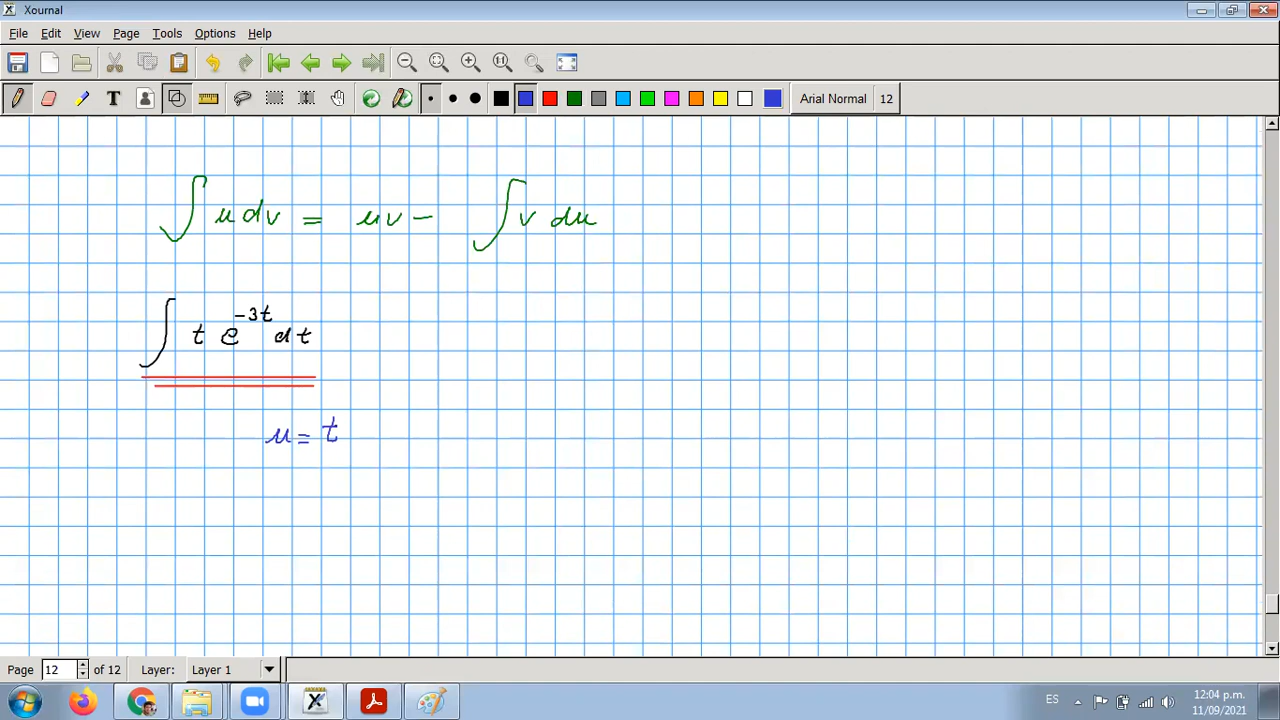 Xournal
File Edit View Page Tools Options Help
Arial Normal 12
∫ u dv = uv − ∫ v du
∫ t e^{-3t} dt
u = t
Page 12 of 12 Layer: Layer 1
ES 12:04 p.m.
11/09/2021